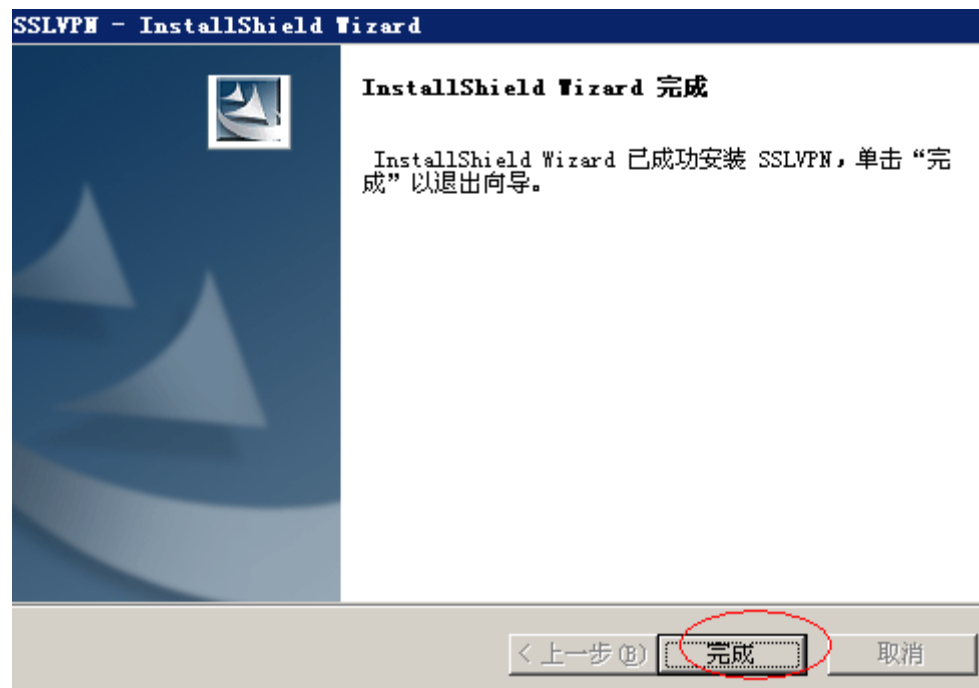 SSLVPN - InstallShield Wizard
InstallShield Wizard 完成
InstallShield Wizard 已成功安装 SSLVPN，单击“完
成”以退出向导。
< 上一步(B)
完成
取消